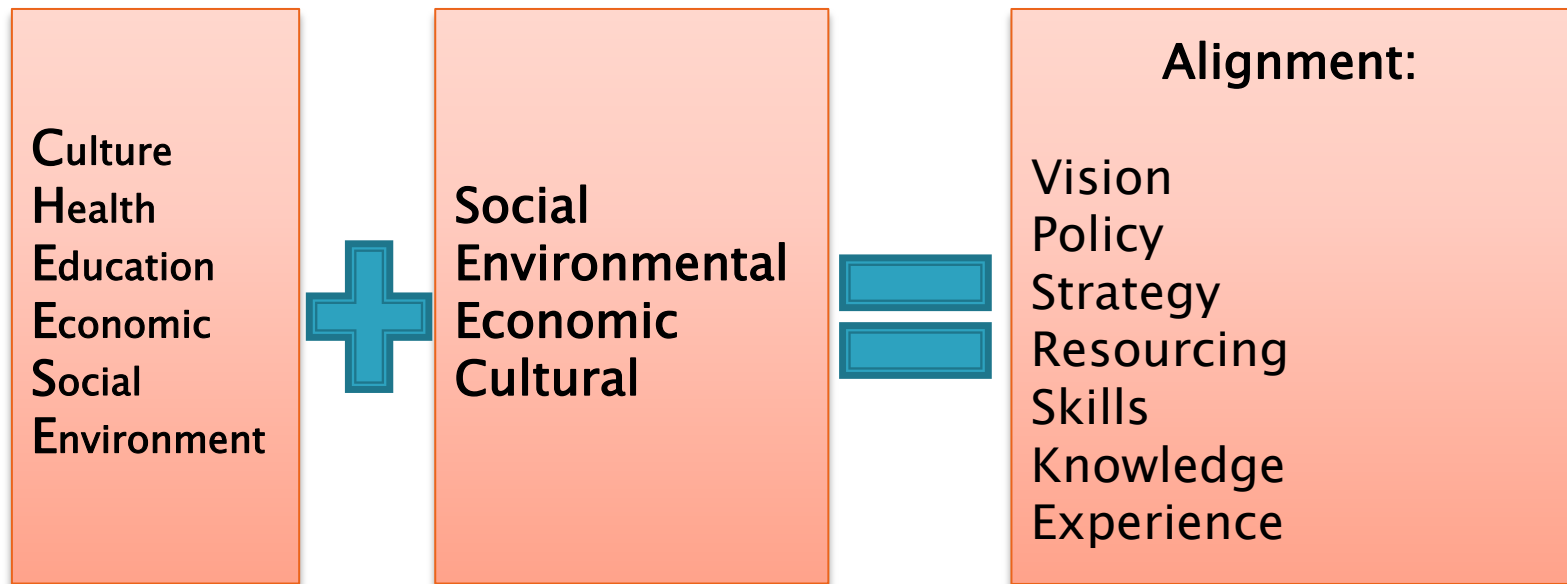 Culture
Health
Education
Economic
Social
Environment
Social
Environmental
Economic
Cultural
Alignment:
Vision
Policy
Strategy
Resourcing
Skills
Knowledge
Experience